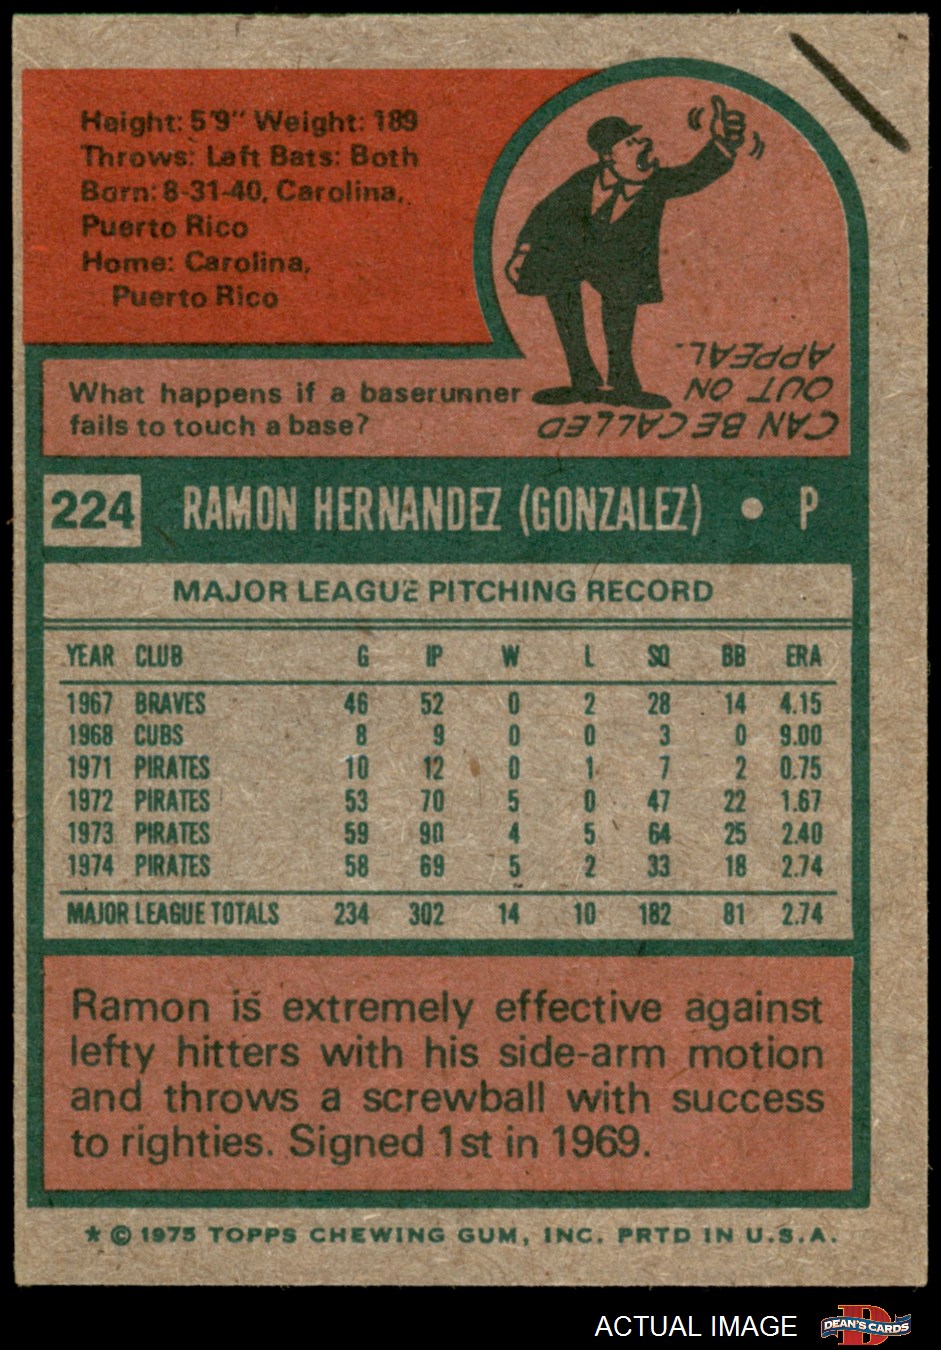 Height: 5'9" Weight: 189
Throws: Left Bats: Both
Born: 8-31-40, Carolina,
Puerto Rico
Home: Carolina,
Puerto Rico
What happens if a baserunner
fails to touch a base?
CAN BE CALLED
OUT ON
APPEAL.
224 RAMON HERNANDEZ (GONZALEZ) • P
MAJOR LEAGUE PITCHING RECORD
YEAR CLUB G IP W L SO BB ERA
1967 BRAVES 46 52 0 2 28 14 4.15
1968 CUBS 8 9 0 0 3 0 9.00
1971 PIRATES 10 12 0 1 7 2 0.75
1972 PIRATES 53 70 5 0 47 22 1.67
1973 PIRATES 59 90 4 5 64 25 2.40
1974 PIRATES 58 69 5 2 33 18 2.74
MAJOR LEAGUE TOTALS 234 302 14 10 182 81 2.74
Ramon is extremely effective against
lefty hitters with his side-arm motion
and throws a screwball with success
to righties. Signed 1st in 1969.
* © 1975 TOPPS CHEWING GUM, INC. PRTD IN U.S.A.
ACTUAL IMAGE
DEAN'S CARDS